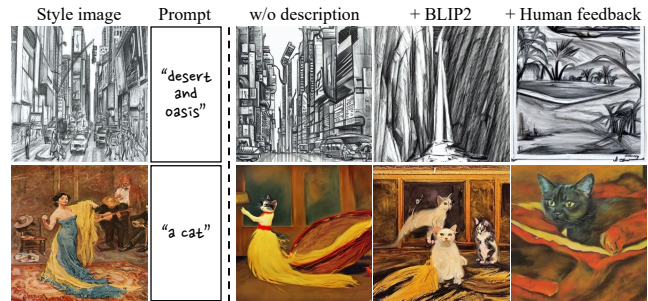 Style image Prompt w/o description + BLIP2 + Human feedback
"desert
and
oasis"
"a cat"